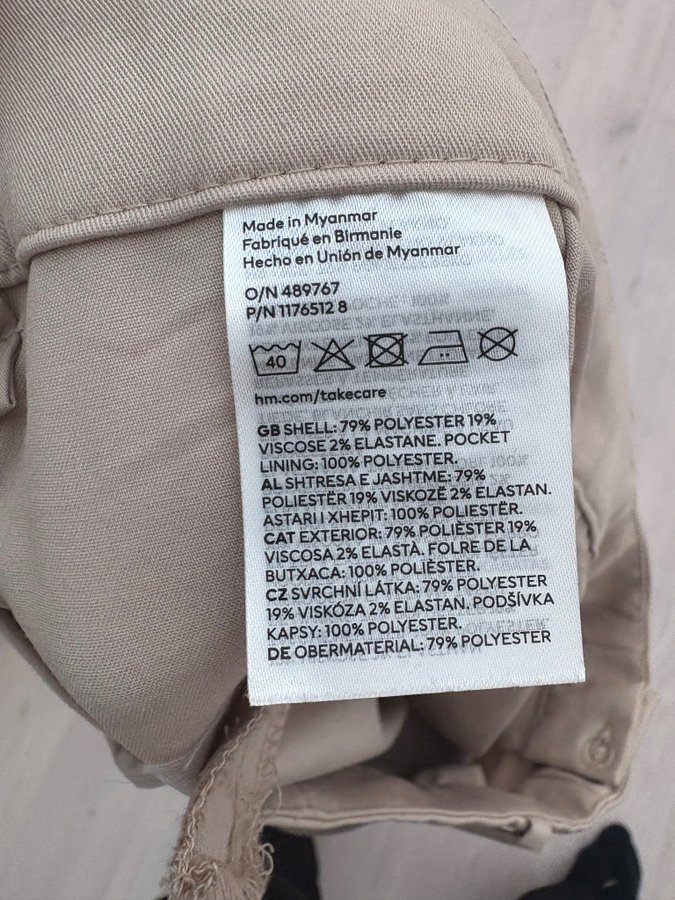 Made in Myanmar
Fabriqué en Birmanie
Hecho en Unión de Myanmar
O/N 489767
P/N 1176512 8
40
hm.com/takecare
GB SHELL: 79% POLYESTER 19%
VISCOSE 2% ELASTANE. POCKET
LINING: 100% POLYESTER.
AL SHTRESA E JASHTME: 79%
POLIESTËR 19% VISKOZË 2% ELASTAN.
ASTARI I XHEPIT: 100% POLYESTER.
CAT EXTERIOR: 79% POLIÈSTER 19%
VISCOSA 2% ELASTÀ. FOLRE DE LA
BUTXACA: 100% POLIÈSTER.
CZ SVRCHNÍ LÁTKA: 79% POLYESTER
19% VISKÓZA 2% ELASTAN. PODŠÍVKA
KAPSY: 100% POLYESTER.
DE OBERMATERIAL: 79% POLYESTER